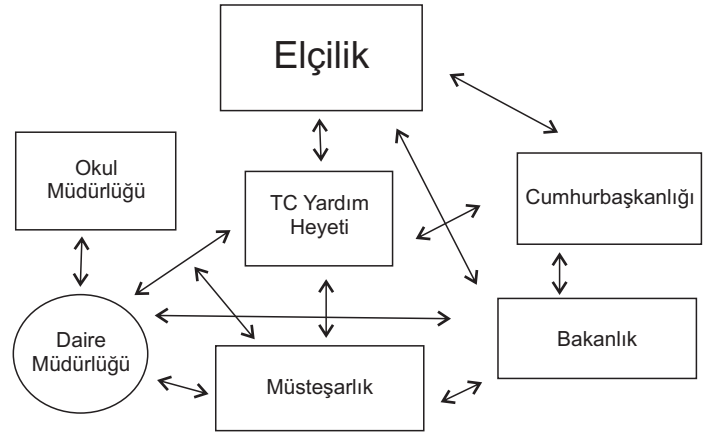 Elçilik
Okul
Müdürlüğü
TC Yardım
Heyeti
Cumhurbaşkanlığı
Daire
Müdürlüğü
Müsteşarlık
Bakanlık